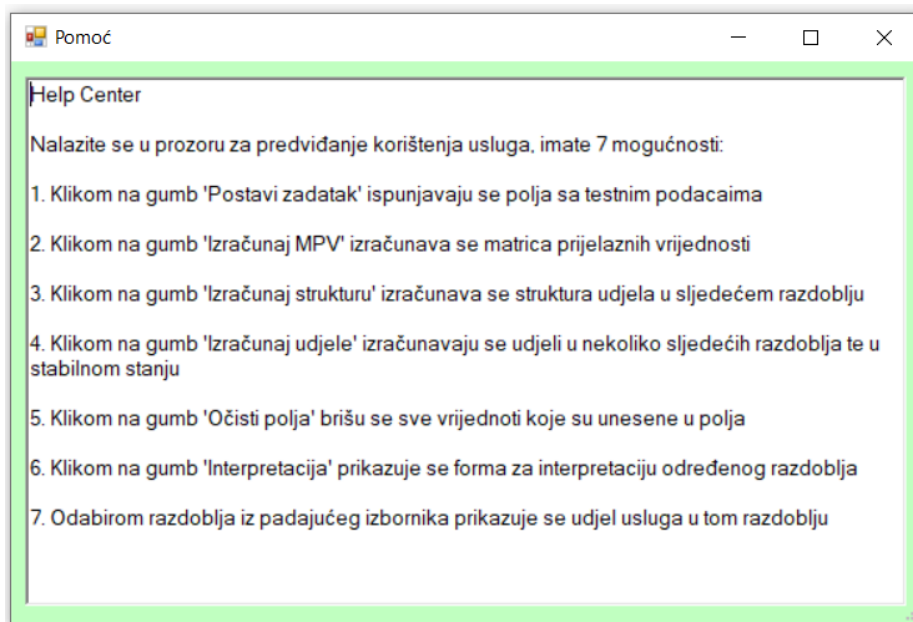 Pomoć
Help Center
Nalazite se u prozoru za predviđanje korištenja usluga, imate 7 mogućnosti:
1. Klikom na gumb 'Postavi zadatak' ispunjavaju se polja sa testnim podacaima
2. Klikom na gumb 'Izračunaj MPV' izračunava se matrica prijelaznih vrijednosti
3. Klikom na gumb 'Izračunaj strukturu' izračunava se struktura udjela u sljedećem razdoblju
4. Klikom na gumb 'Izračunaj udjele' izračunavaju se udjeli u nekoliko sljedećih razdoblja te u
stabilnom stanju
5. Klikom na gumb 'Očisti polja' brišu se sve vrijednoti koje su unesene u polja
6. Klikom na gumb 'Interpretacija' prikazuje se forma za interpretaciju određenog razdoblja
7. Odabirom razdoblja iz padajućeg izbornika prikazuje se udjel usluga u tom razdoblju